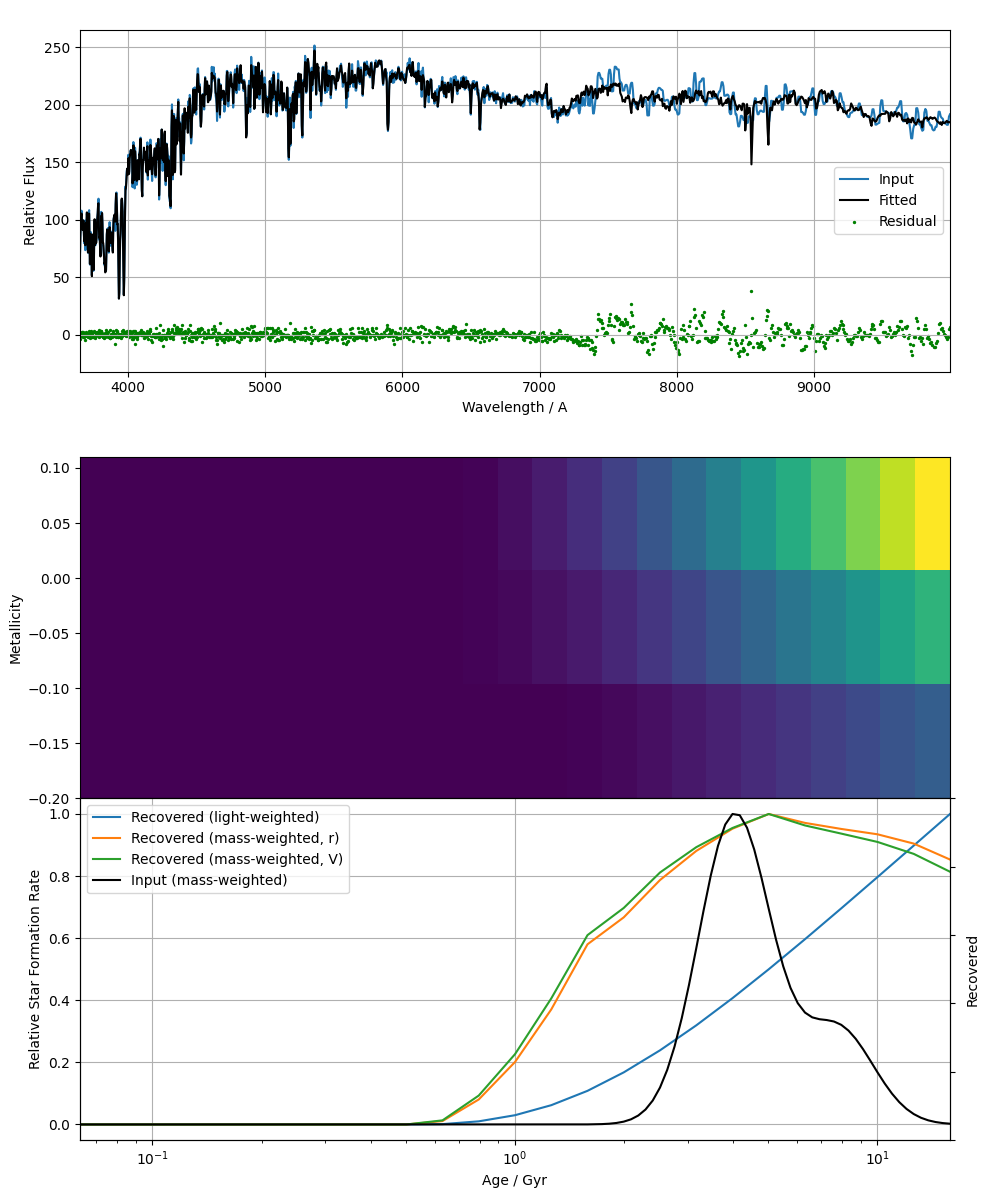 250
200
150
100
50
0
Relative Flux
Input
Fitted
Residual
4000 5000 6000 7000 8000 9000
Wavelength / A
0.10
0.05
0.00
−0.05
−0.10
−0.15
−0.20
Metallicity
Recovered (light-weighted)
Recovered (mass-weighted, r)
Recovered (mass-weighted, V)
Input (mass-weighted)
1.0
0.8
0.6
0.4
0.2
0.0
Relative Star Formation Rate
Recovered
10⁻¹ 10⁰ 10¹
Age / Gyr